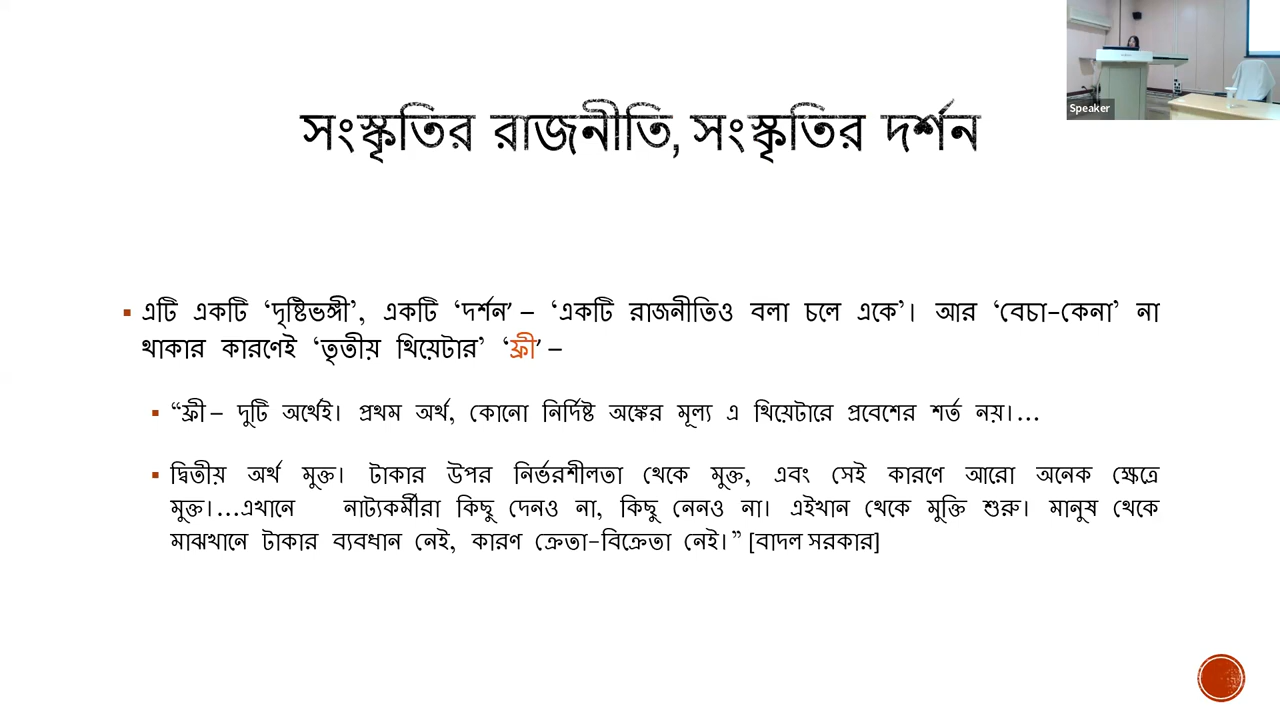 Speaker
সংস্কৃতির রাজনীতি, সংস্কৃতির দর্শন
এটি একটি ‘দৃষ্টিভঙ্গী’, একটি ‘দর্শন’ – ‘একটি রাজনীতিও বলা চলে একে’। আর ‘বেচা-কেনা’ না
থাকার কারণেই ‘তৃতীয় থিয়েটার’ ‘ফ্রী’ –
“ফ্রী – দুটি অর্থেই। প্রথম অর্থ, কোনো নির্দিষ্ট অঙ্কের মূল্য এ থিয়েটারে প্রবেশের শর্ত নয়।...
দ্বিতীয় অর্থ মুক্ত। টাকার উপর নির্ভরশীলতা থেকে মুক্ত, এবং সেই কারণে আরো অনেক ক্ষেত্রে
মুক্ত।...এখানে নাট্যকর্মীরা কিছু দেনও না, কিছু নেনও না। এইখান থেকে মুক্তি শুরু। মানুষ থেকে
মাঝখানে টাকার ব্যবধান নেই, কারণ ক্রেতা-বিক্রেতা নেই।” [বাদল সরকার]